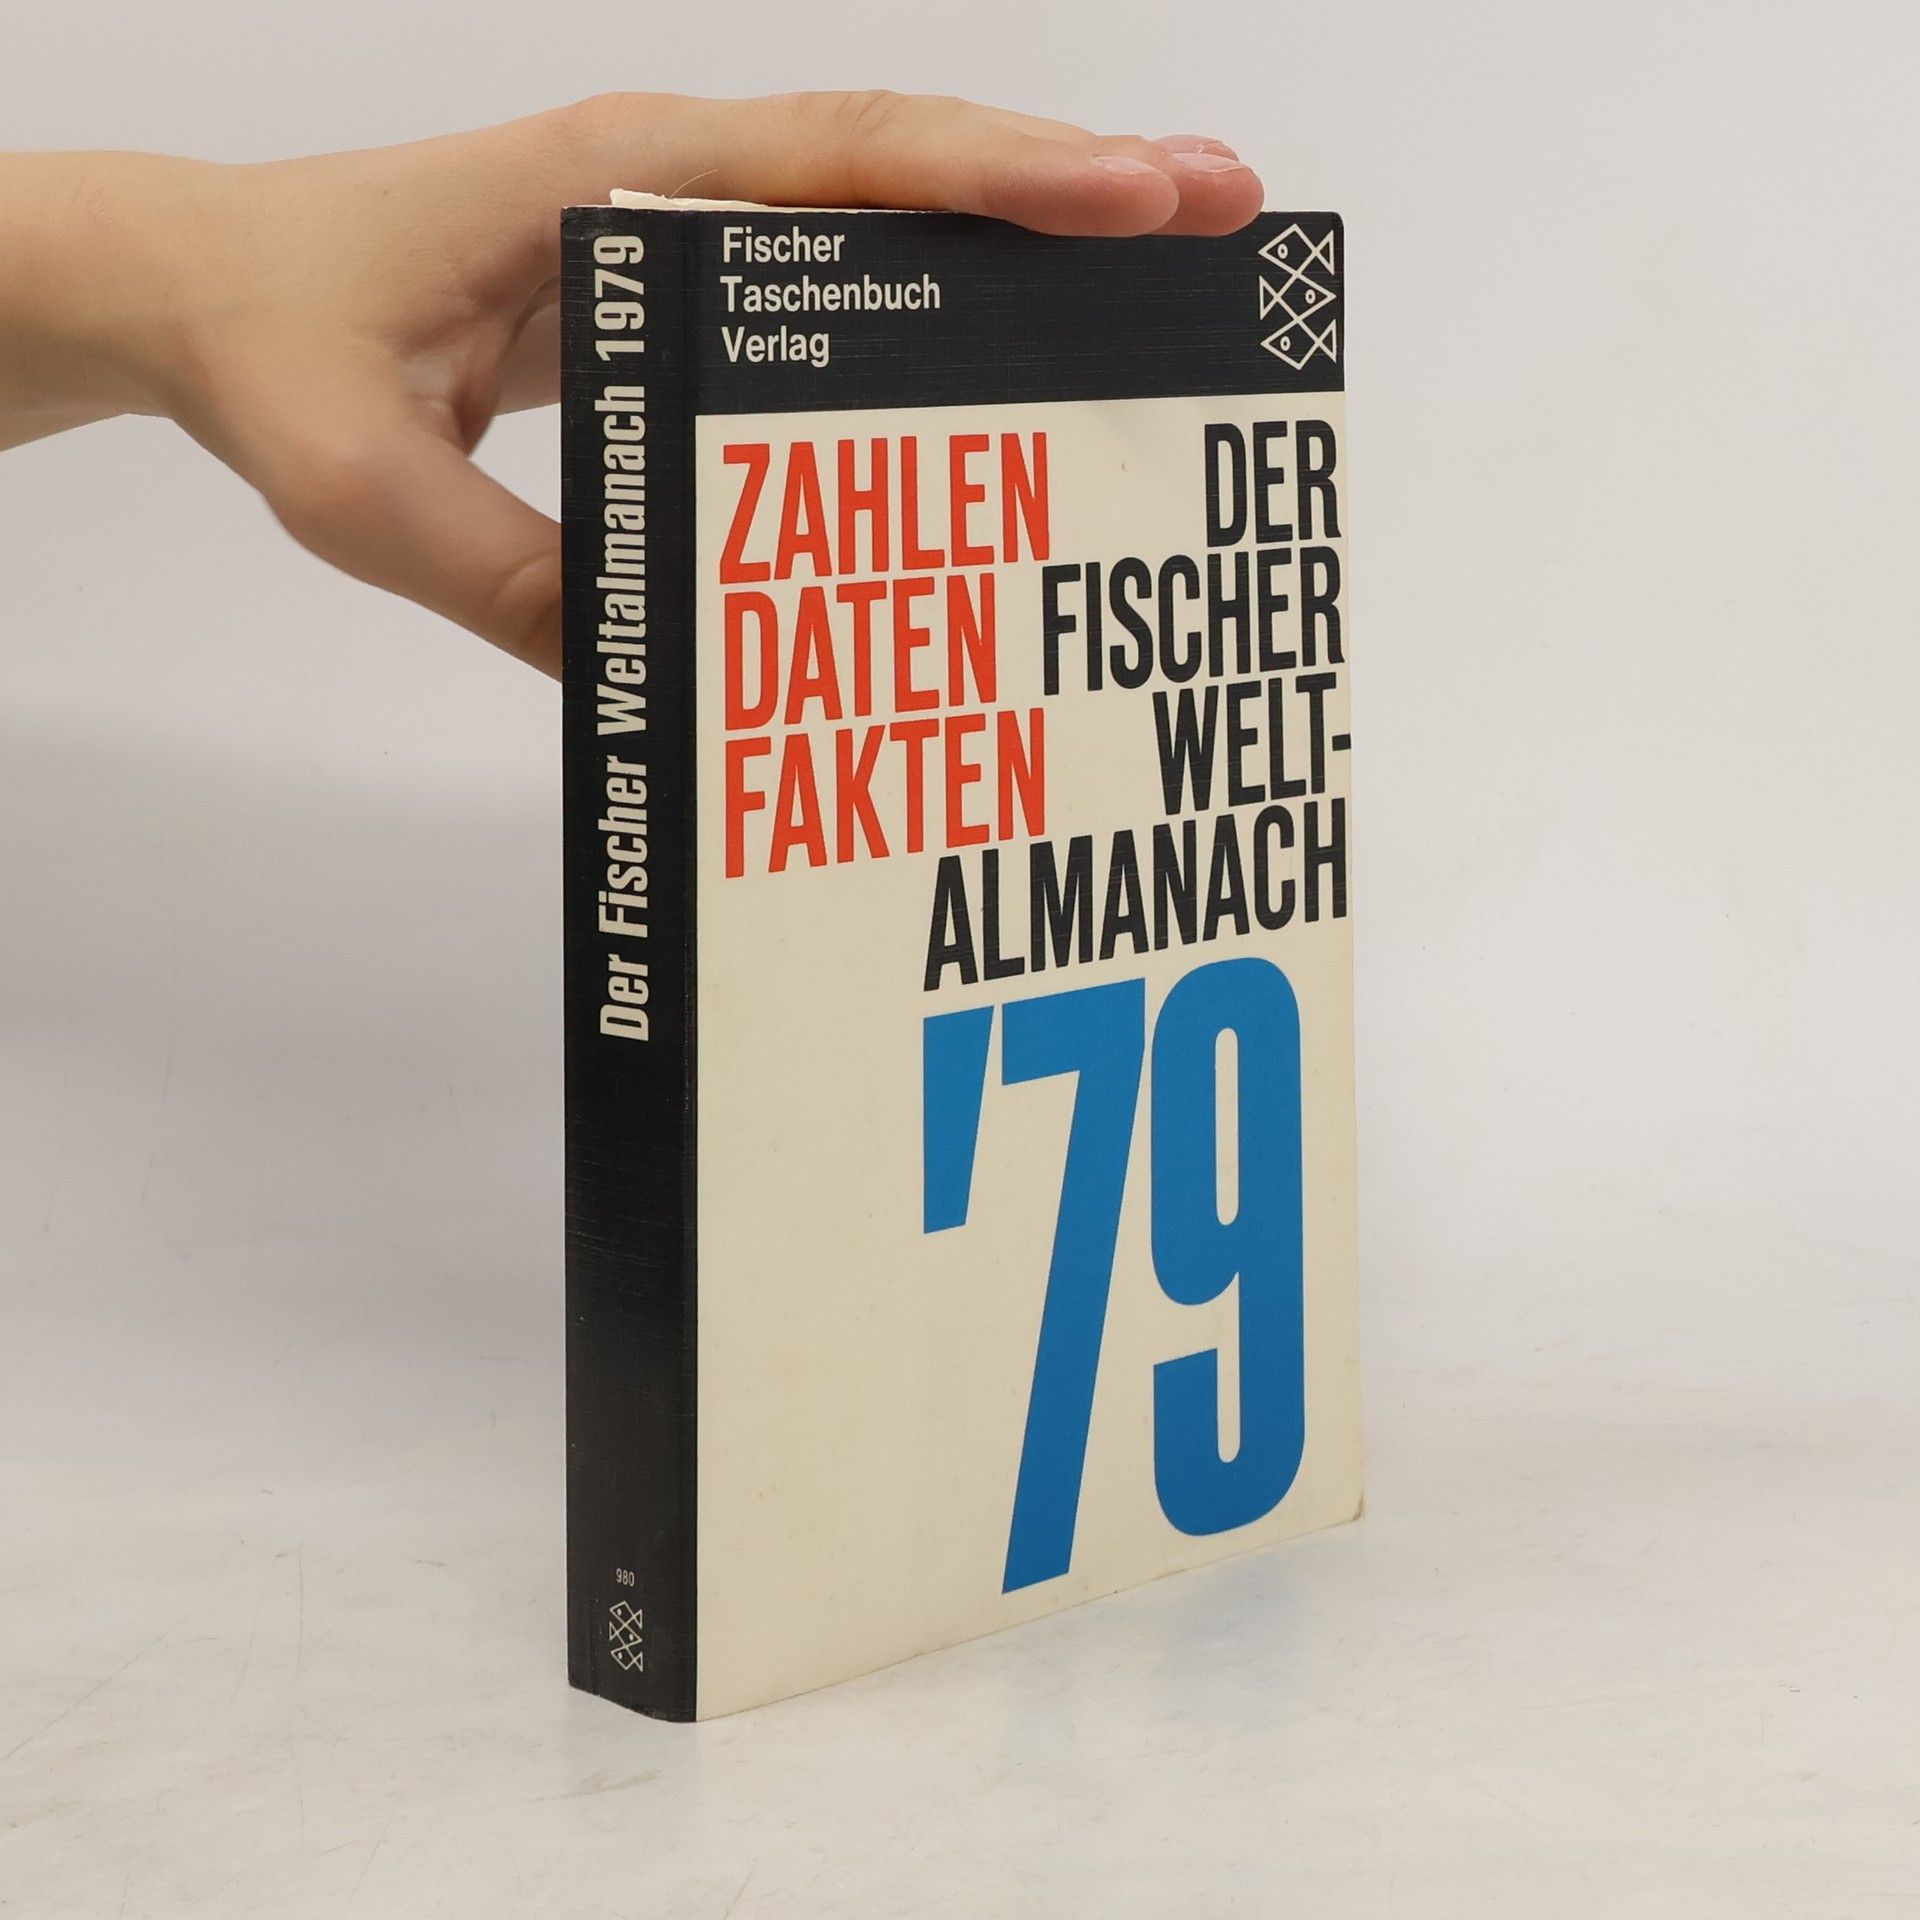 Der Fischer Weltalmanach 1979
980
Fischer
Taschenbuch
Verlag
ZAHLEN
DATEN
FAKTEN
DER
FISCHER
WELT-
ALMANACH
'79